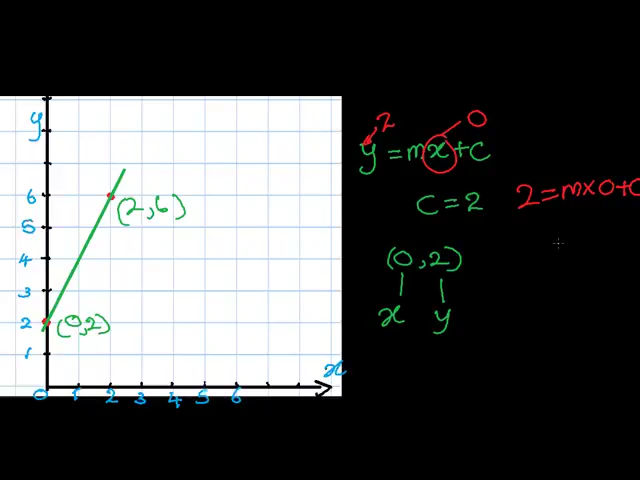 y
6
(2,6)
5
4
3
2 (0,2)
1
x
0 1 2 3 4 5 6
2 0
y = mx + c
c = 2 2 = m×0+c
(0,2)
x y